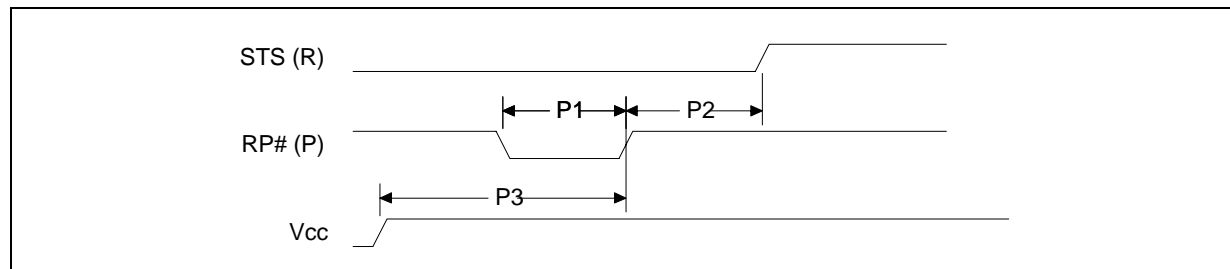 STS (R)
P1
P2
RP# (P)
P3
Vcc